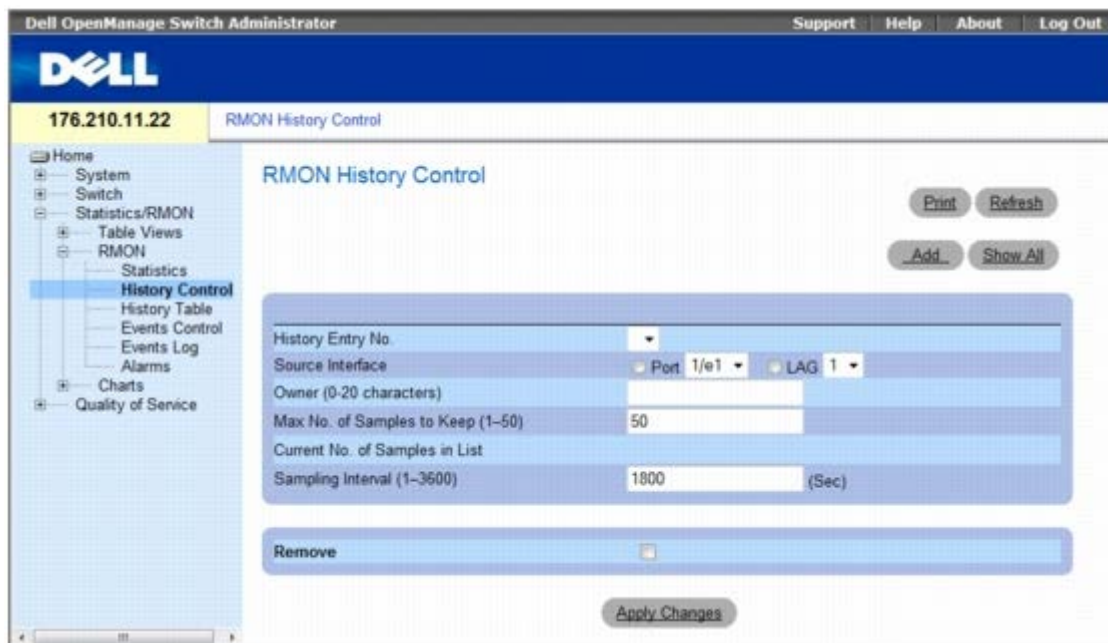 Dell OpenManage Switch Administrator Support Help About Log Out
DELL
176.210.11.22 RMON History Control
Home
System
Switch
Statistics/RMON
Table Views
RMON
Statistics
History Control
History Table
Events Control
Events Log
Alarms
Charts
Quality of Service
RMON History Control
Print Refresh
Add Show All
History Entry No.
Source Interface Port 1/e1 LAG 1
Owner (0-20 characters)
Max No. of Samples to Keep (1–50) 50
Current No. of Samples in List
Sampling Interval (1–3600) 1800 (Sec)
Remove
Apply Changes